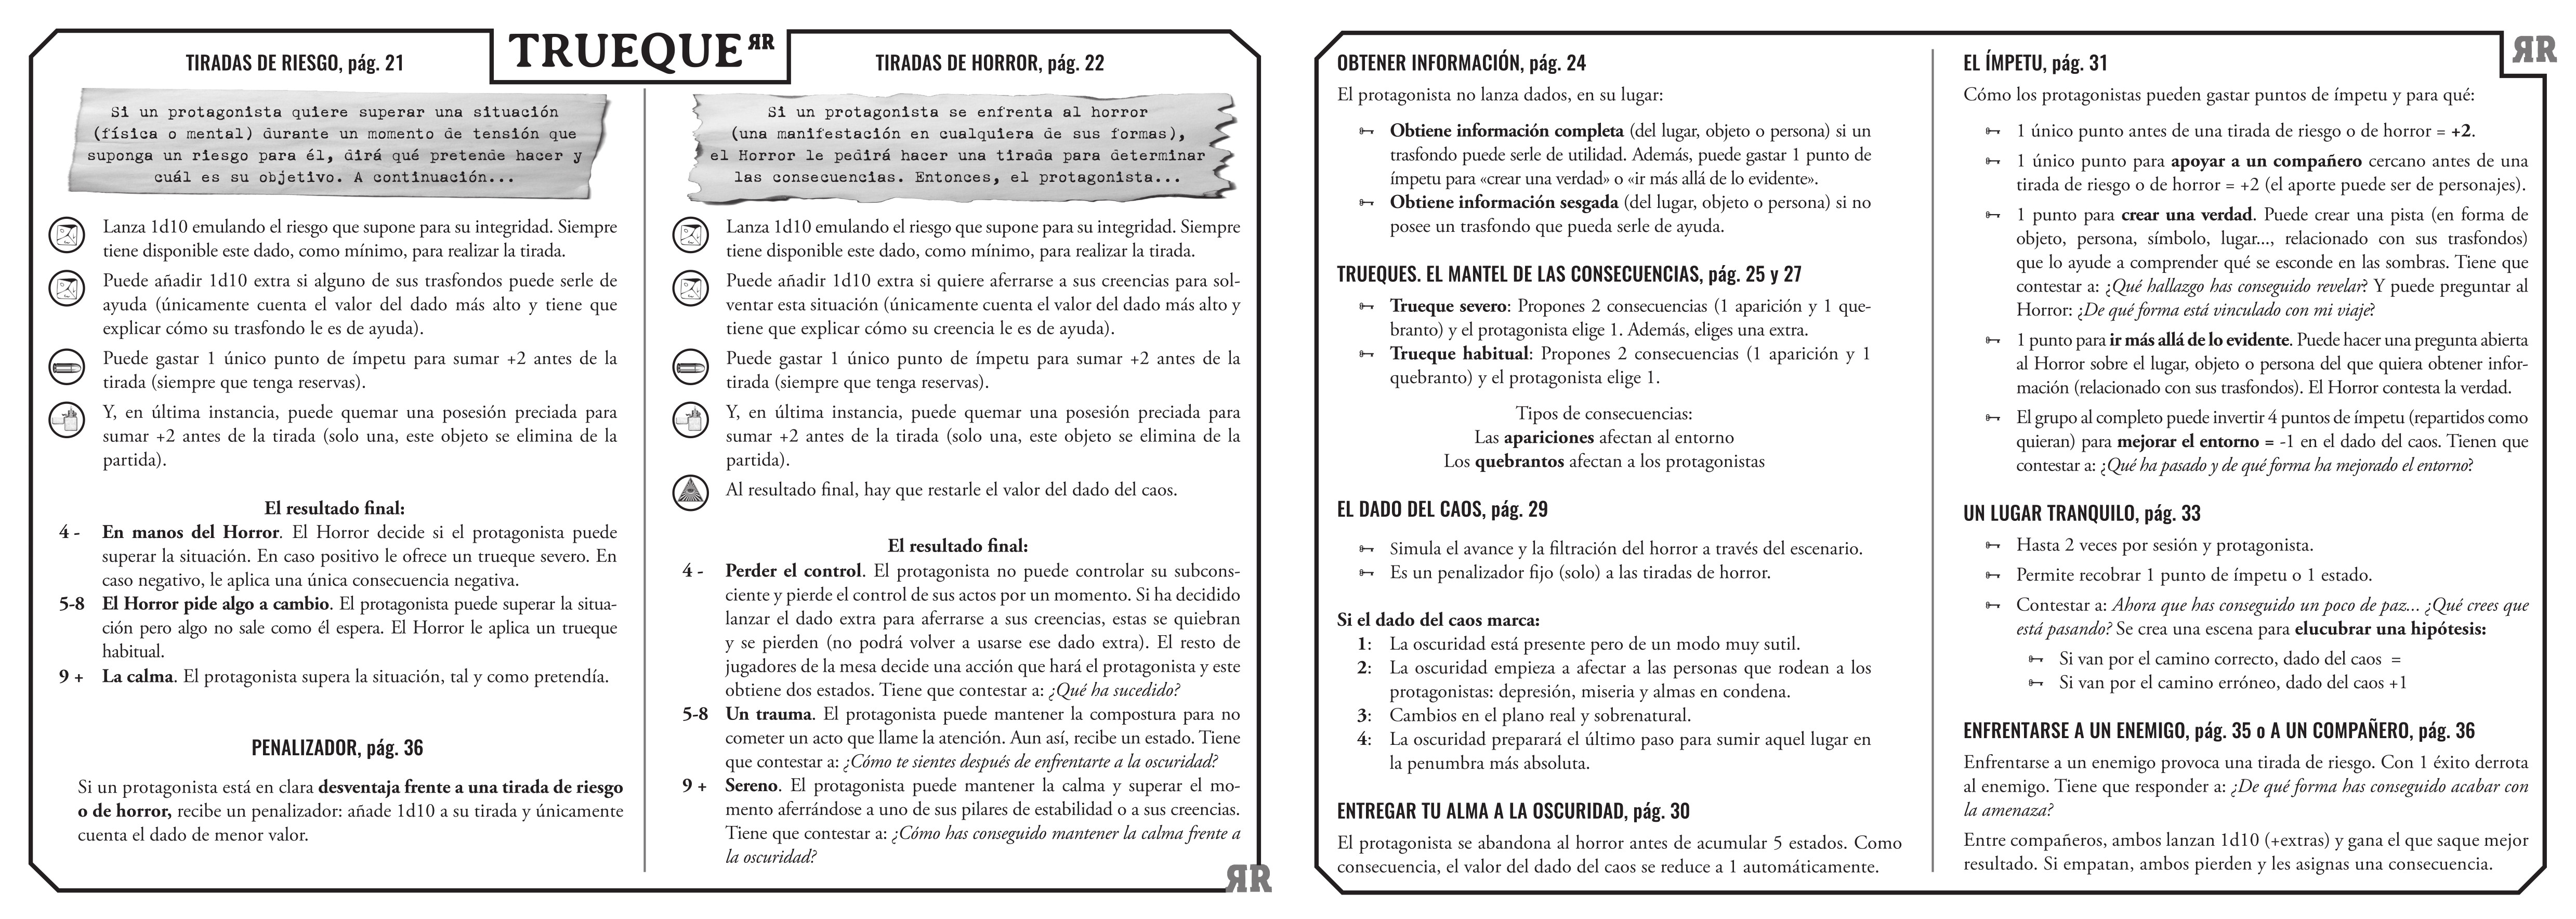 TRUEQUE ЯR
TIRADAS DE RIESGO, pág. 21
Si un protagonista quiere superar una situación
(física o mental) durante un momento de tensión que
suponga un riesgo para él, dirá qué pretende hacer y
cuál es su objetivo. A continuación...
Lanza 1d10 emulando el riesgo que supone para su integridad. Siempre
tiene disponible este dado, como mínimo, para realizar la tirada.
Puede añadir 1d10 extra si alguno de sus trasfondos puede serle de
ayuda (únicamente cuenta el valor del dado más alto y tiene que
explicar cómo su trasfondo le es de ayuda).
Puede gastar 1 único punto de ímpetu para sumar +2 antes de la
tirada (siempre que tenga reservas).
Y, en última instancia, puede quemar una posesión preciada para
sumar +2 antes de la tirada (solo una, este objeto se elimina de la
partida).
El resultado final:
4 - En manos del Horror. El Horror decide si el protagonista puede
superar la situación. En caso positivo le ofrece un trueque severo. En
caso negativo, le aplica una única consecuencia negativa.
5-8 El Horror pide algo a cambio. El protagonista puede superar la situa-
ción pero algo no sale como él espera. El Horror le aplica un trueque
habitual.
9 + La calma. El protagonista supera la situación, tal y como pretendía.
PENALIZADOR, pág. 36
Si un protagonista está en clara desventaja frente a una tirada de riesgo
o de horror, recibe un penalizador: añade 1d10 a su tirada y únicamente
cuenta el dado de menor valor.
TIRADAS DE HORROR, pág. 22
Si un protagonista se enfrenta al horror
(una manifestación en cualquiera de sus formas),
el Horror le pedirá hacer una tirada para determinar
las consecuencias. Entonces, el protagonista...
Lanza 1d10 emulando el riesgo que supone para su integridad. Siempre
tiene disponible este dado, como mínimo, para realizar la tirada.
Puede añadir 1d10 extra si quiere aferrarse a sus creencias para sol-
ventar esta situación (únicamente cuenta el valor del dado más alto y
tiene que explicar cómo su creencia le es de ayuda).
Puede gastar 1 único punto de ímpetu para sumar +2 antes de la
tirada (siempre que tenga reservas).
Y, en última instancia, puede quemar una posesión preciada para
sumar +2 antes de la tirada (solo una, este objeto se elimina de la
partida).
Al resultado final, hay que restarle el valor del dado del caos.
El resultado final:
4 - Perder el control. El protagonista no puede controlar su subcons-
ciente y pierde el control de sus actos por un momento. Si ha decidido
lanzar el dado extra para aferrarse a sus creencias, estas se quiebran
y se pierden (no podrá volver a usarse ese dado extra). El resto de
jugadores de la mesa decide una acción que hará el protagonista y este
obtiene dos estados. Tiene que contestar a: ¿Qué ha sucedido?
5-8 Un trauma. El protagonista puede mantener la compostura para no
cometer un acto que llame la atención. Aun así, recibe un estado. Tiene
que contestar a: ¿Cómo te sientes después de enfrentarte a la oscuridad?
9 + Sereno. El protagonista puede mantener la calma y superar el mo-
mento aferrándose a uno de sus pilares de estabilidad o a sus creencias.
Tiene que contestar a: ¿Cómo has conseguido mantener la calma frente a
la oscuridad?
ЯR
OBTENER INFORMACIÓN, pág. 24
El protagonista no lanza dados, en su lugar:
Obtiene información completa (del lugar, objeto o persona) si un
trasfondo puede serle de utilidad. Además, puede gastar 1 punto de
ímpetu para «crear una verdad» o «ir más allá de lo evidente».
Obtiene información sesgada (del lugar, objeto o persona) si no
posee un trasfondo que pueda serle de ayuda.
TRUEQUES. EL MANTEL DE LAS CONSECUENCIAS, pág. 25 y 27
Trueque severo: Propones 2 consecuencias (1 aparición y 1 que-
branto) y el protagonista elige 1. Además, eliges una extra.
Trueque habitual: Propones 2 consecuencias (1 aparición y 1
quebranto) y el protagonista elige 1.
Tipos de consecuencias:
Las apariciones afectan al entorno
Los quebrantos afectan a los protagonistas
EL DADO DEL CAOS, pág. 29
Simula el avance y la filtración del horror a través del escenario.
Es un penalizador fijo (solo) a las tiradas de horror.
Si el dado del caos marca:
1: La oscuridad está presente pero de un modo muy sutil.
2: La oscuridad empieza a afectar a las personas que rodean a los
protagonistas: depresión, miseria y almas en condena.
3: Cambios en el plano real y sobrenatural.
4: La oscuridad preparará el último paso para sumir aquel lugar en
la penumbra más absoluta.
ENTREGAR TU ALMA A LA OSCURIDAD, pág. 30
El protagonista se abandona al horror antes de acumular 5 estados. Como
consecuencia, el valor del dado del caos se reduce a 1 automáticamente.
ЯR
EL ÍMPETU, pág. 31
Cómo los protagonistas pueden gastar puntos de ímpetu y para qué:
1 único punto antes de una tirada de riesgo o de horror = +2.
1 único punto para apoyar a un compañero cercano antes de una
tirada de riesgo o de horror = +2 (el aporte puede ser de personajes).
1 punto para crear una verdad. Puede crear una pista (en forma de
objeto, persona, símbolo, lugar..., relacionado con sus trasfondos)
que lo ayude a comprender qué se esconde en las sombras. Tiene que
contestar a: ¿Qué hallazgo has conseguido revelar? Y puede preguntar al
Horror: ¿De qué forma está vinculado con mi viaje?
1 punto para ir más allá de lo evidente. Puede hacer una pregunta abierta
al Horror sobre el lugar, objeto o persona del que quiera obtener infor-
mación (relacionado con sus trasfondos). El Horror contesta la verdad.
El grupo al completo puede invertir 4 puntos de ímpetu (repartidos como
quieran) para mejorar el entorno = -1 en el dado del caos. Tienen que
contestar a: ¿Qué ha pasado y de qué forma ha mejorado el entorno?
UN LUGAR TRANQUILO, pág. 33
Hasta 2 veces por sesión y protagonista.
Permite recobrar 1 punto de ímpetu o 1 estado.
Contestar a: Ahora que has conseguido un poco de paz... ¿Qué crees que
está pasando? Se crea una escena para elucubrar una hipótesis:
Si van por el camino correcto, dado del caos =
Si van por el camino erróneo, dado del caos +1
ENFRENTARSE A UN ENEMIGO, pág. 35 o A UN COMPAÑERO, pág. 36
Enfrentarse a un enemigo provoca una tirada de riesgo. Con 1 éxito derrota
al enemigo. Tiene que responder a: ¿De qué forma has conseguido acabar con
la amenaza?
Entre compañeros, ambos lanzan 1d10 (+extras) y gana el que saque mejor
resultado. Si empatan, ambos pierden y les asignas una consecuencia.